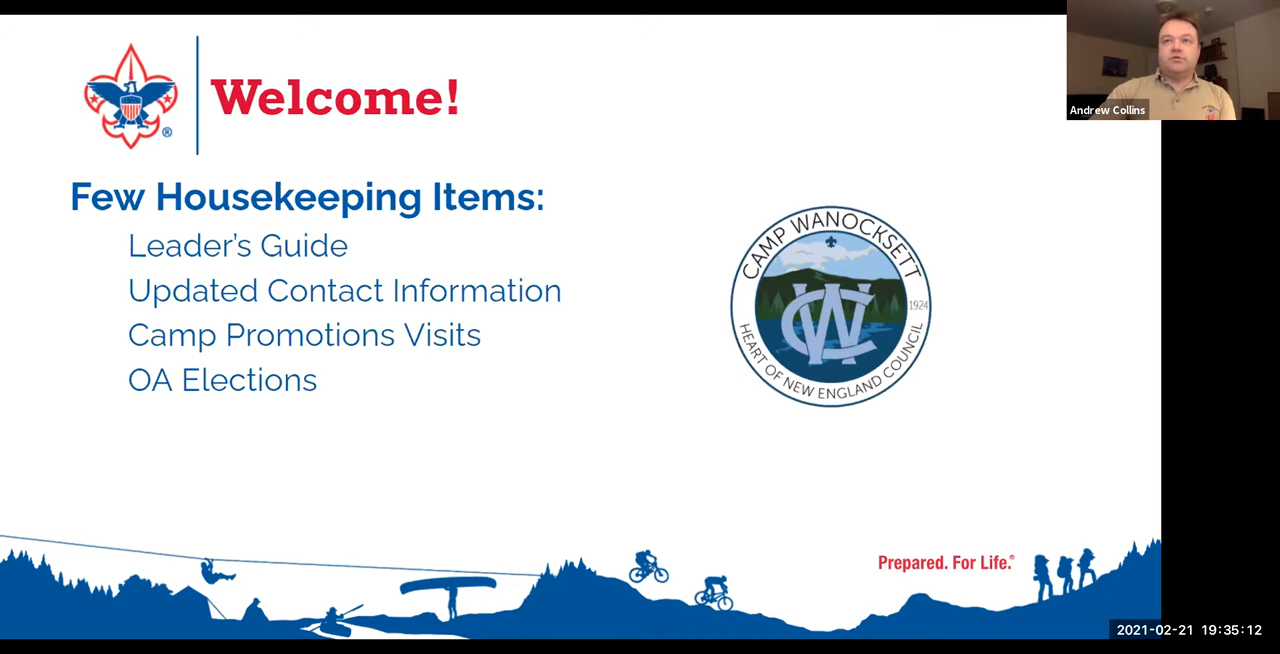 Welcome!
Few Housekeeping Items:
Leader's Guide
Updated Contact Information
Camp Promotions Visits
OA Elections
CAMP WANOCKSETT
1924
HEART OF NEW ENGLAND COUNCIL
CW
Prepared. For Life.®
®
Andrew Collins
2021-02-21 19:35:12